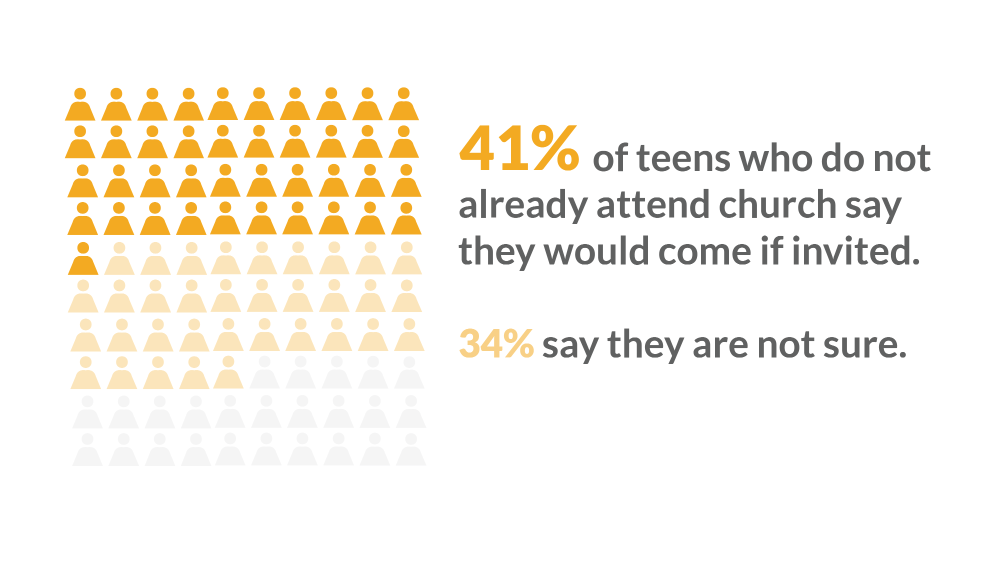 41% of teens who do not
already attend church say
they would come if invited.
34% say they are not sure.